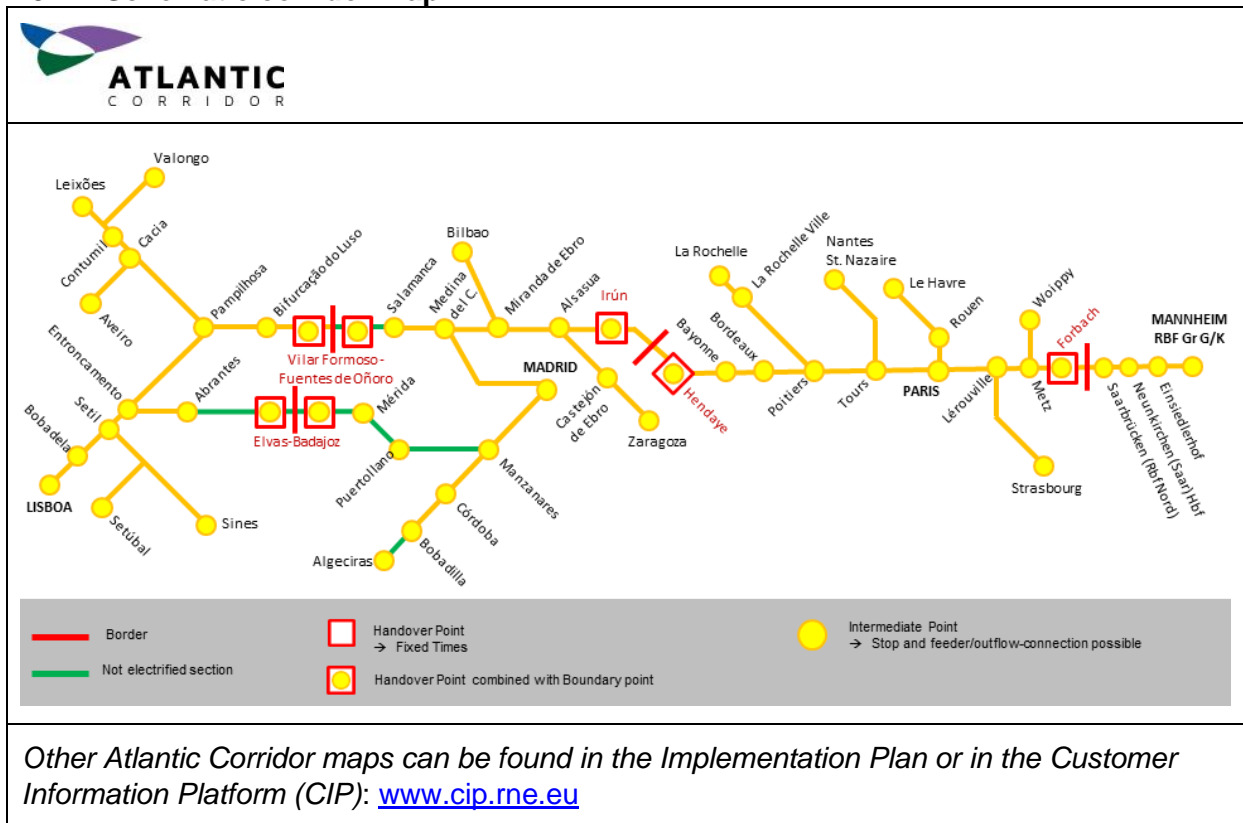 ATLANTIC
CORRIDOR
Valongo
Leixões
Contumil
Cacia
Aveiro
Pampilhosa
Bifurcação do Luso
Vilar Formoso-
Fuentes de Oñoro
Salamanca
Medina
del C.
Bilbao
Miranda de Ebro
Alsasua
Irún
Hendaye
Bayonne
Bordeaux
La Rochelle
La Rochelle Ville
Poitiers
Nantes
St. Nazaire
Tours
Le Havre
Rouen
PARIS
Lérouville
Woippy
Metz
Forbach
MANNHEIM
RBF Gr G/K
Saarbrücken (Rbf Nord)
Neunkirchen (Saar) Hbf
Einsiedlerhof
Strasbourg
Entroncamento
Abrantes
Elvas-Badajoz
Mérida
Puertollano
Manzanares
MADRID
Castejón
de Ebro
Zaragoza
Setil
Bobadela
LISBOA
Setúbal
Sines
Córdoba
Bobadilla
Algeciras
Border
Not electrified section
Handover Point
→ Fixed Times
Handover Point combined with Boundary point
Intermediate Point
→ Stop and feeder/outflow-connection possible
Other Atlantic Corridor maps can be found in the Implementation Plan or in the Customer
Information Platform (CIP): www.cip.rne.eu